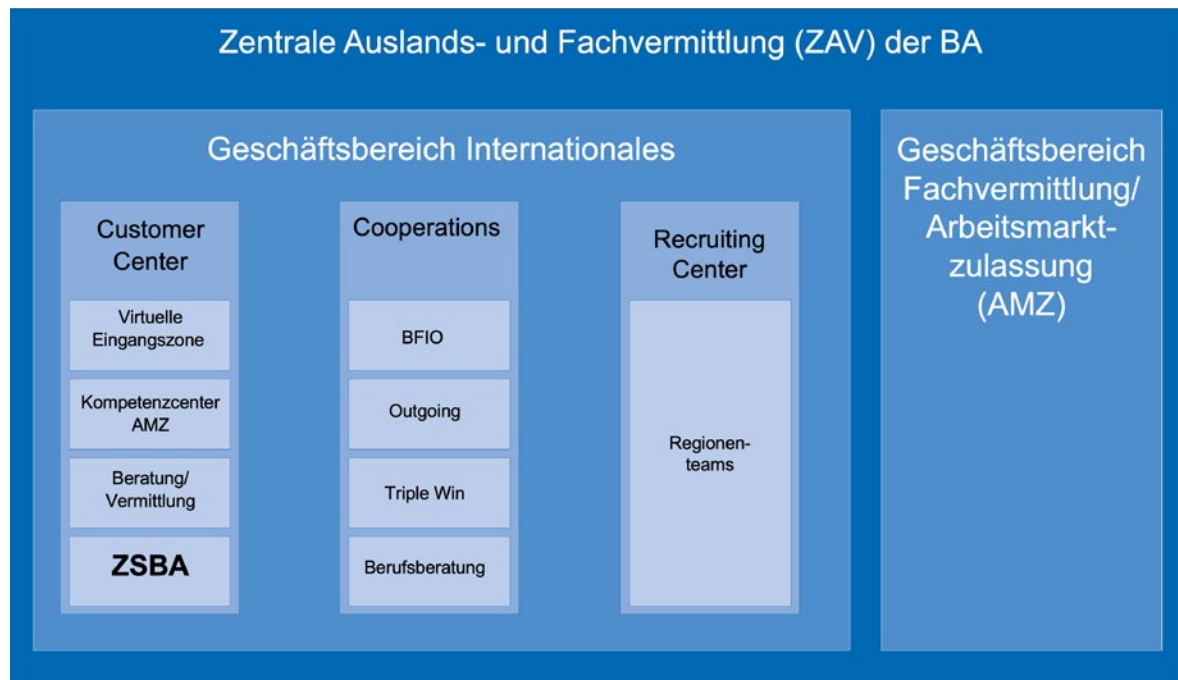 Zentrale Auslands- und Fachvermittlung (ZAV) der BA
Geschäftsbereich Internationales
Customer
Center
Virtuelle
Eingangszone
Kompetenzcenter
AMZ
Beratung/
Vermittlung
ZSBA
Cooperations
BFIO
Outgoing
Triple Win
Berufsberatung
Recruiting
Center
Regionen-
teams
Geschäftsbereich
Fachvermittlung/
Arbeitsmarkt-
zulassung
(AMZ)